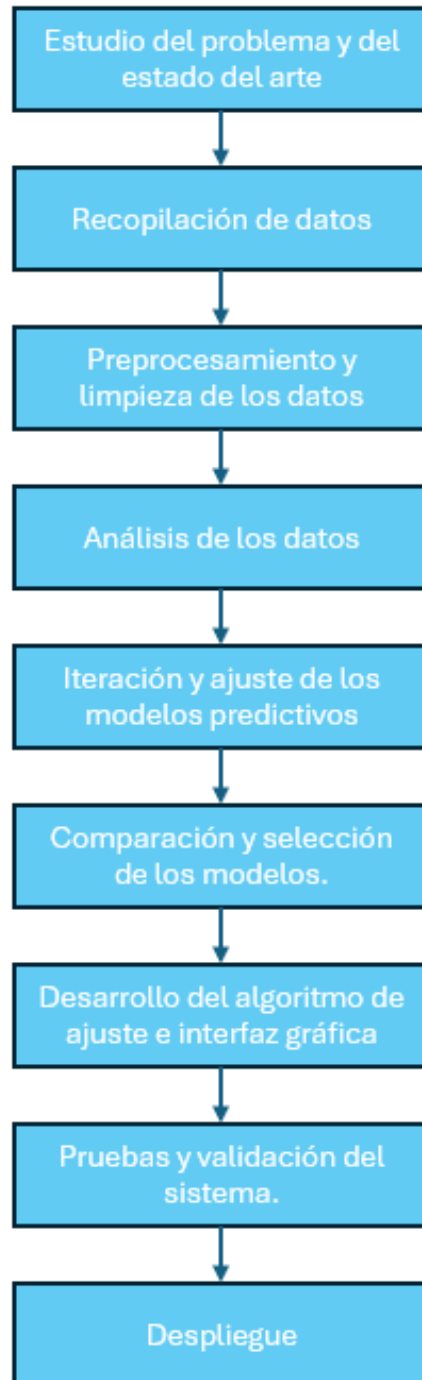 Estudio del problema y del
estado del arte
Recopilación de datos
Preprocesamiento y
limpieza de los datos
Análisis de los datos
Iteración y ajuste de los
modelos predictivos
Comparación y selección
de los modelos.
Desarrollo del algoritmo de
ajuste e interfaz gráfica
Pruebas y validación del
sistema.
Despliegue